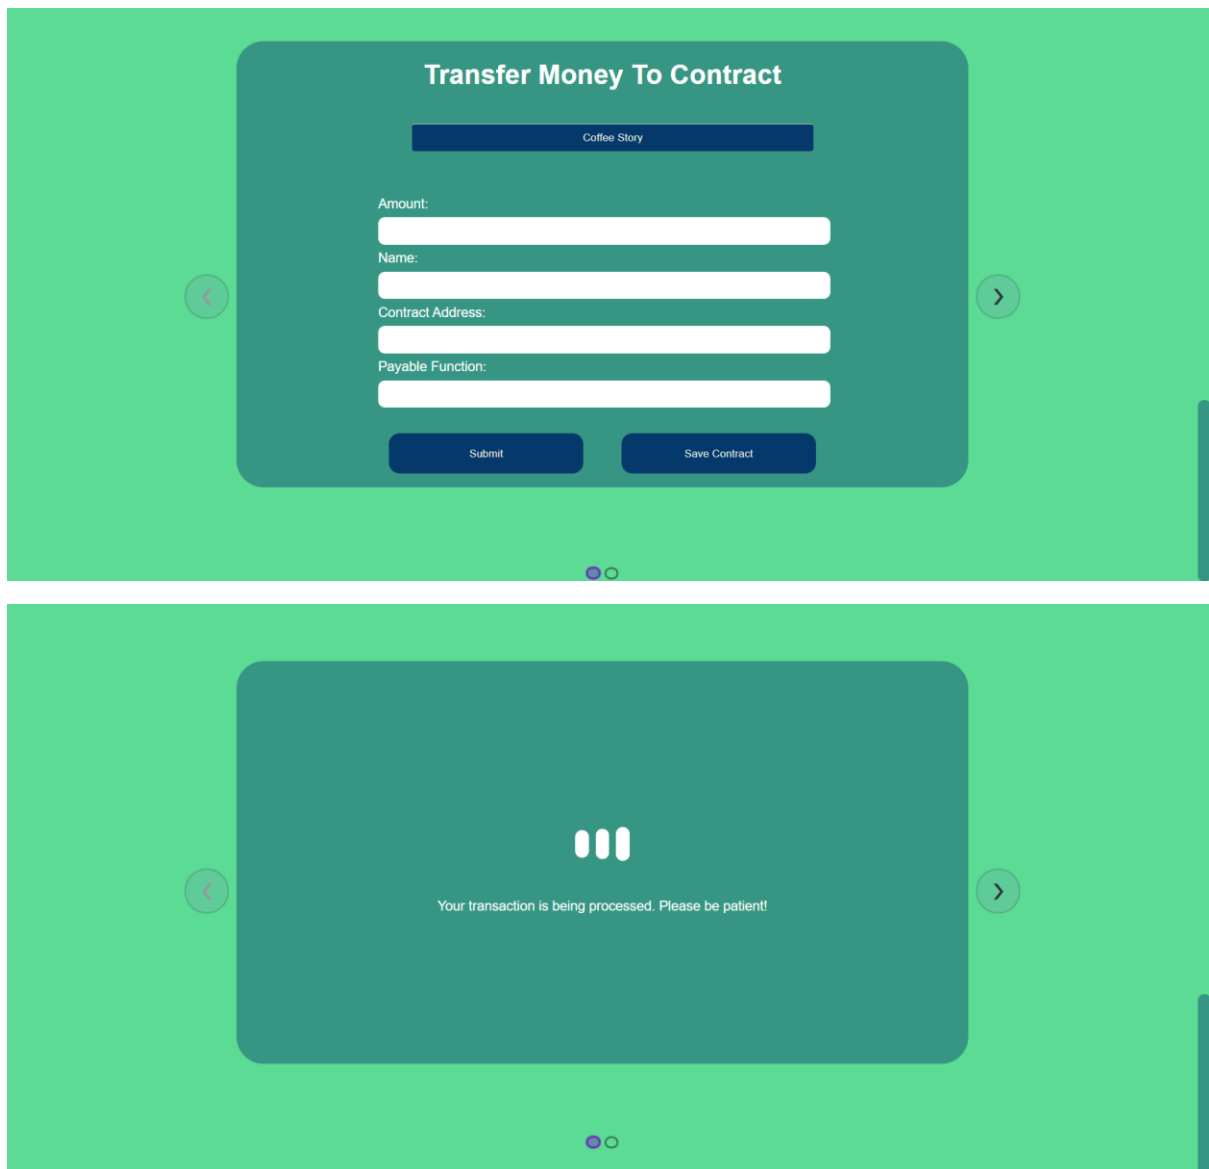 Transfer Money To Contract
Coffee Story
Amount:
Name:
Contract Address:
Payable Function:
Submit
Save Contract
Your transaction is being processed. Please be patient!